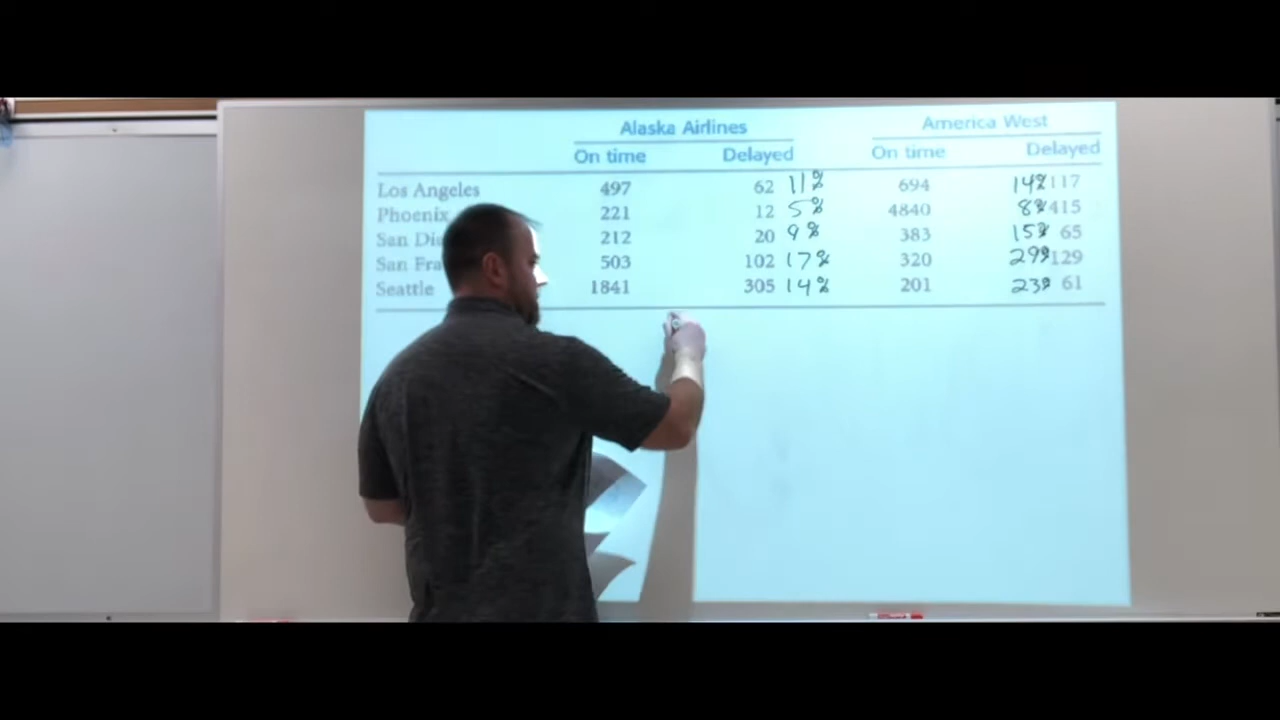 Alaska Airlines America West
On time Delayed On time Delayed
Los Angeles 497 62 11% 694 14% 117
Phoenix 221 12 5% 4840 8% 415
San Di 212 20 9% 383 15% 65
San Fra 503 102 17% 320 29% 129
Seattle 1841 305 14% 201 23% 61